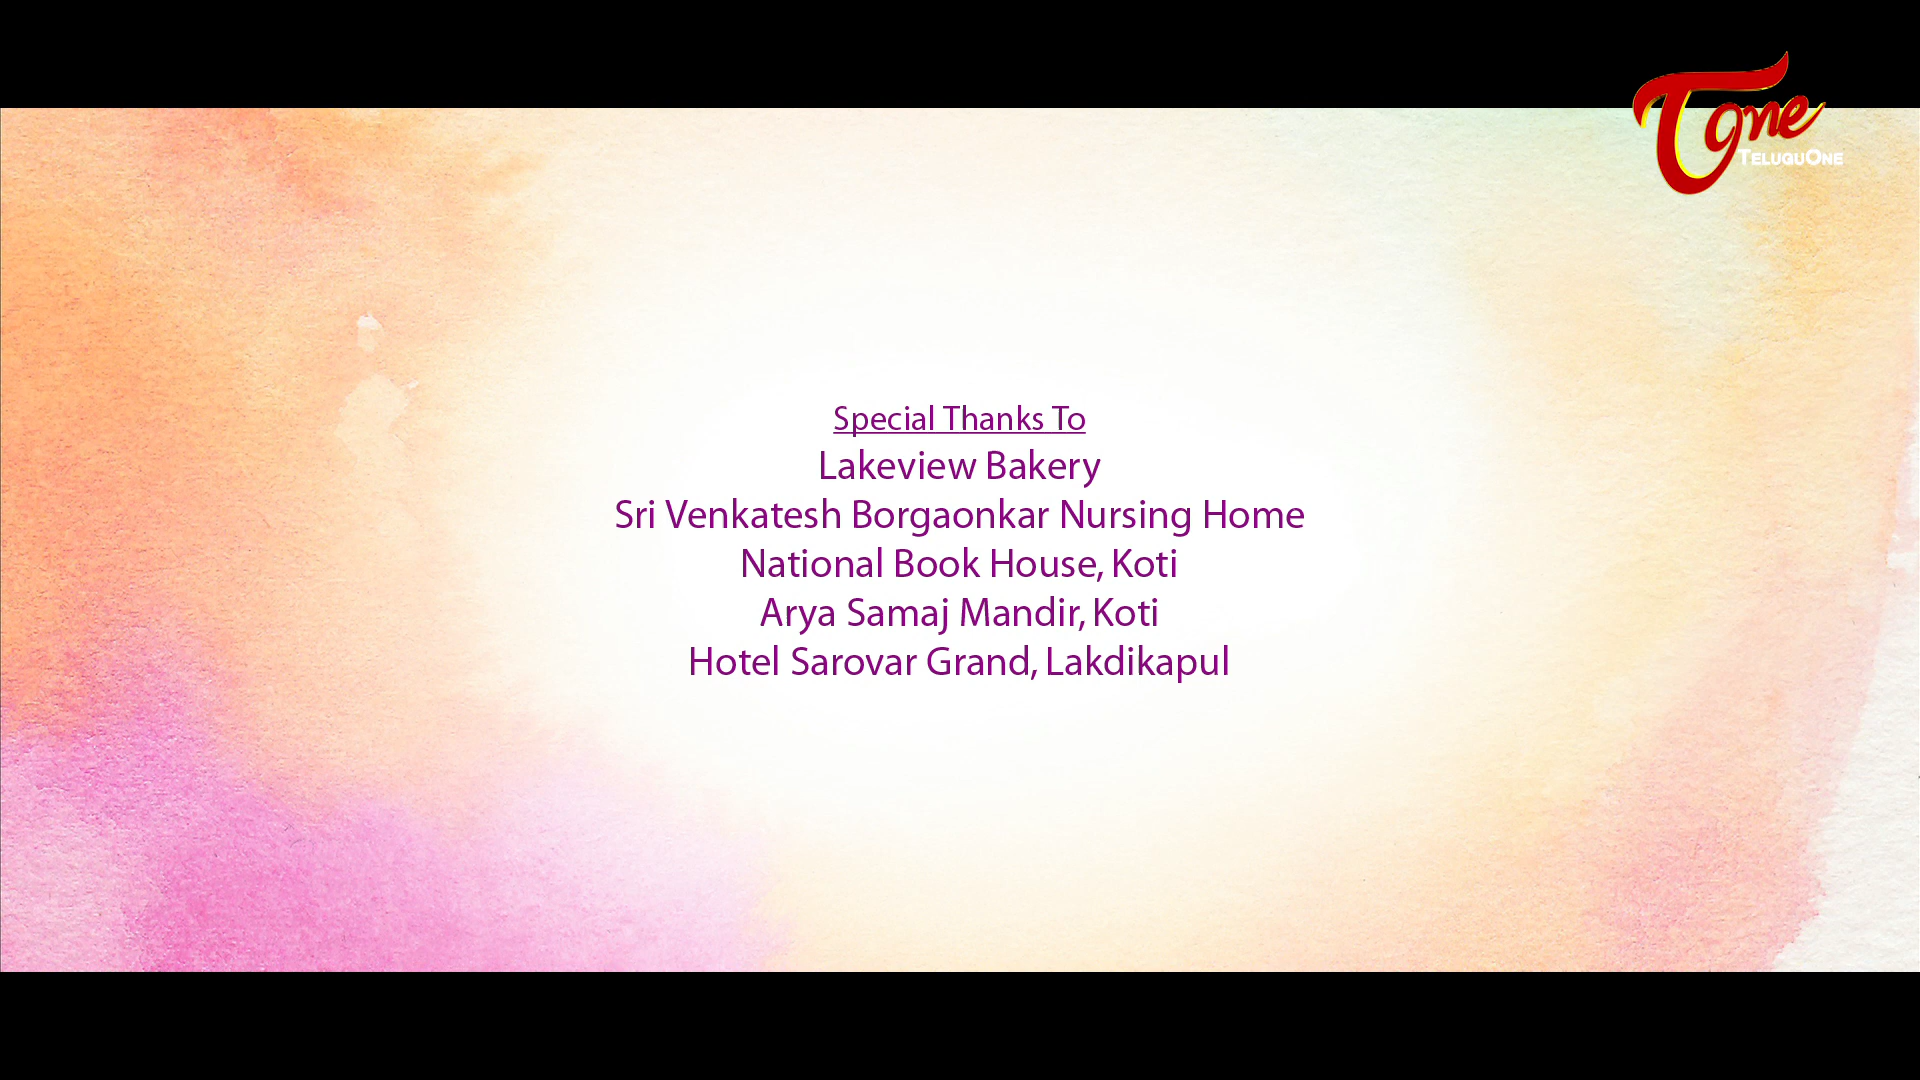 Tone
TeluguOne
Special Thanks To
Lakeview Bakery
Sri Venkatesh Borgaonkar Nursing Home
National Book House, Koti
Arya Samaj Mandir, Koti
Hotel Sarovar Grand, Lakdikapul